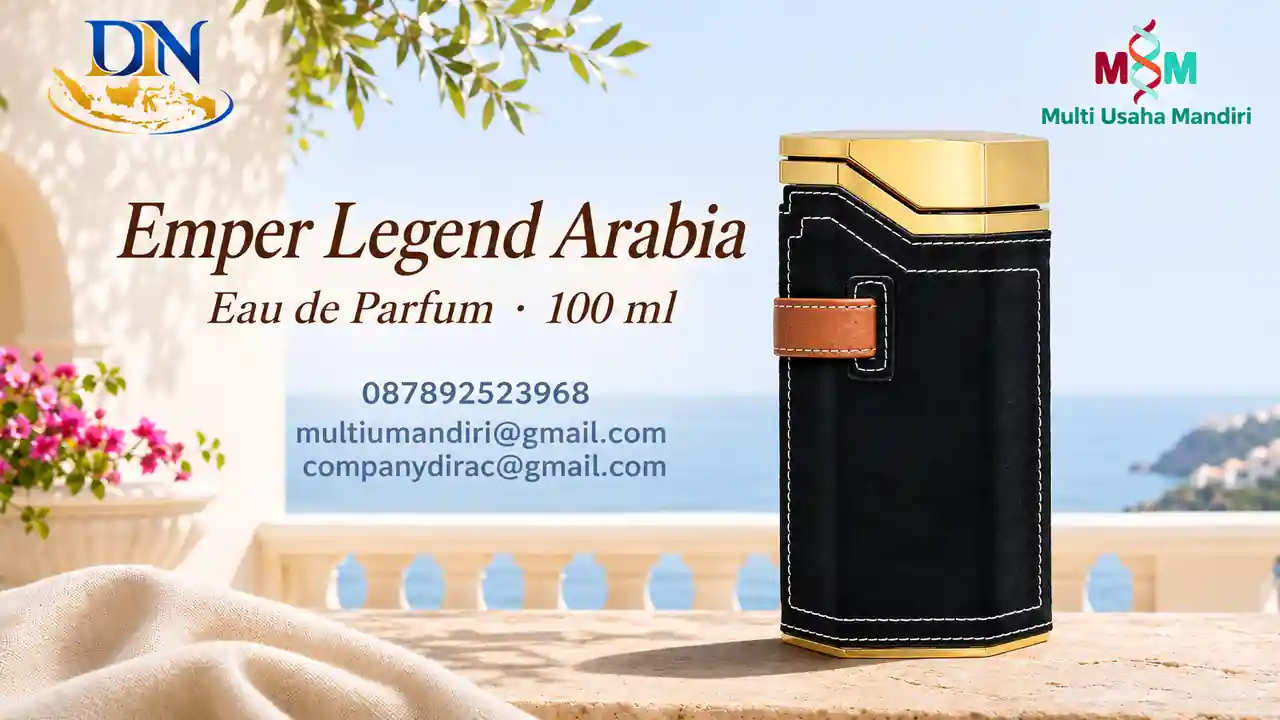 DN
MUM
Multi Usaha Mandiri
Emper Legend Arabia
Eau de Parfum · 100 ml
087892523968
multiumandiri@gmail.com
companydirac@gmail.com